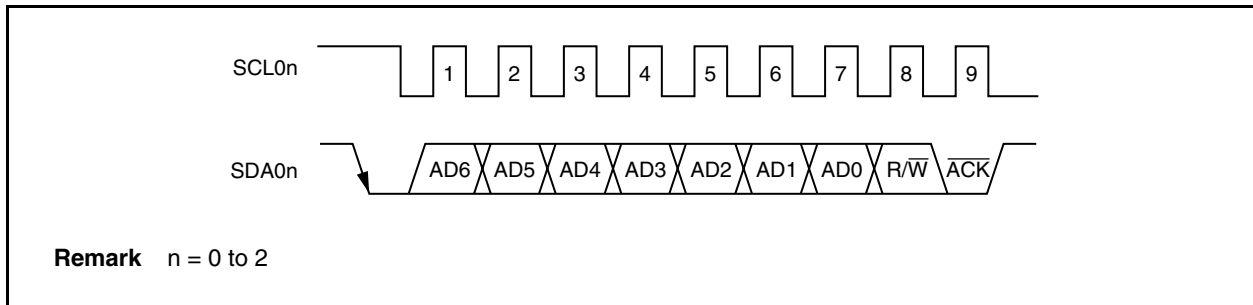 SCL0n 1 2 3 4 5 6 7 8 9
SDA0n AD6 AD5 AD4 AD3 AD2 AD1 AD0 R/W̅ A̅C̅K̅
Remark n = 0 to 2